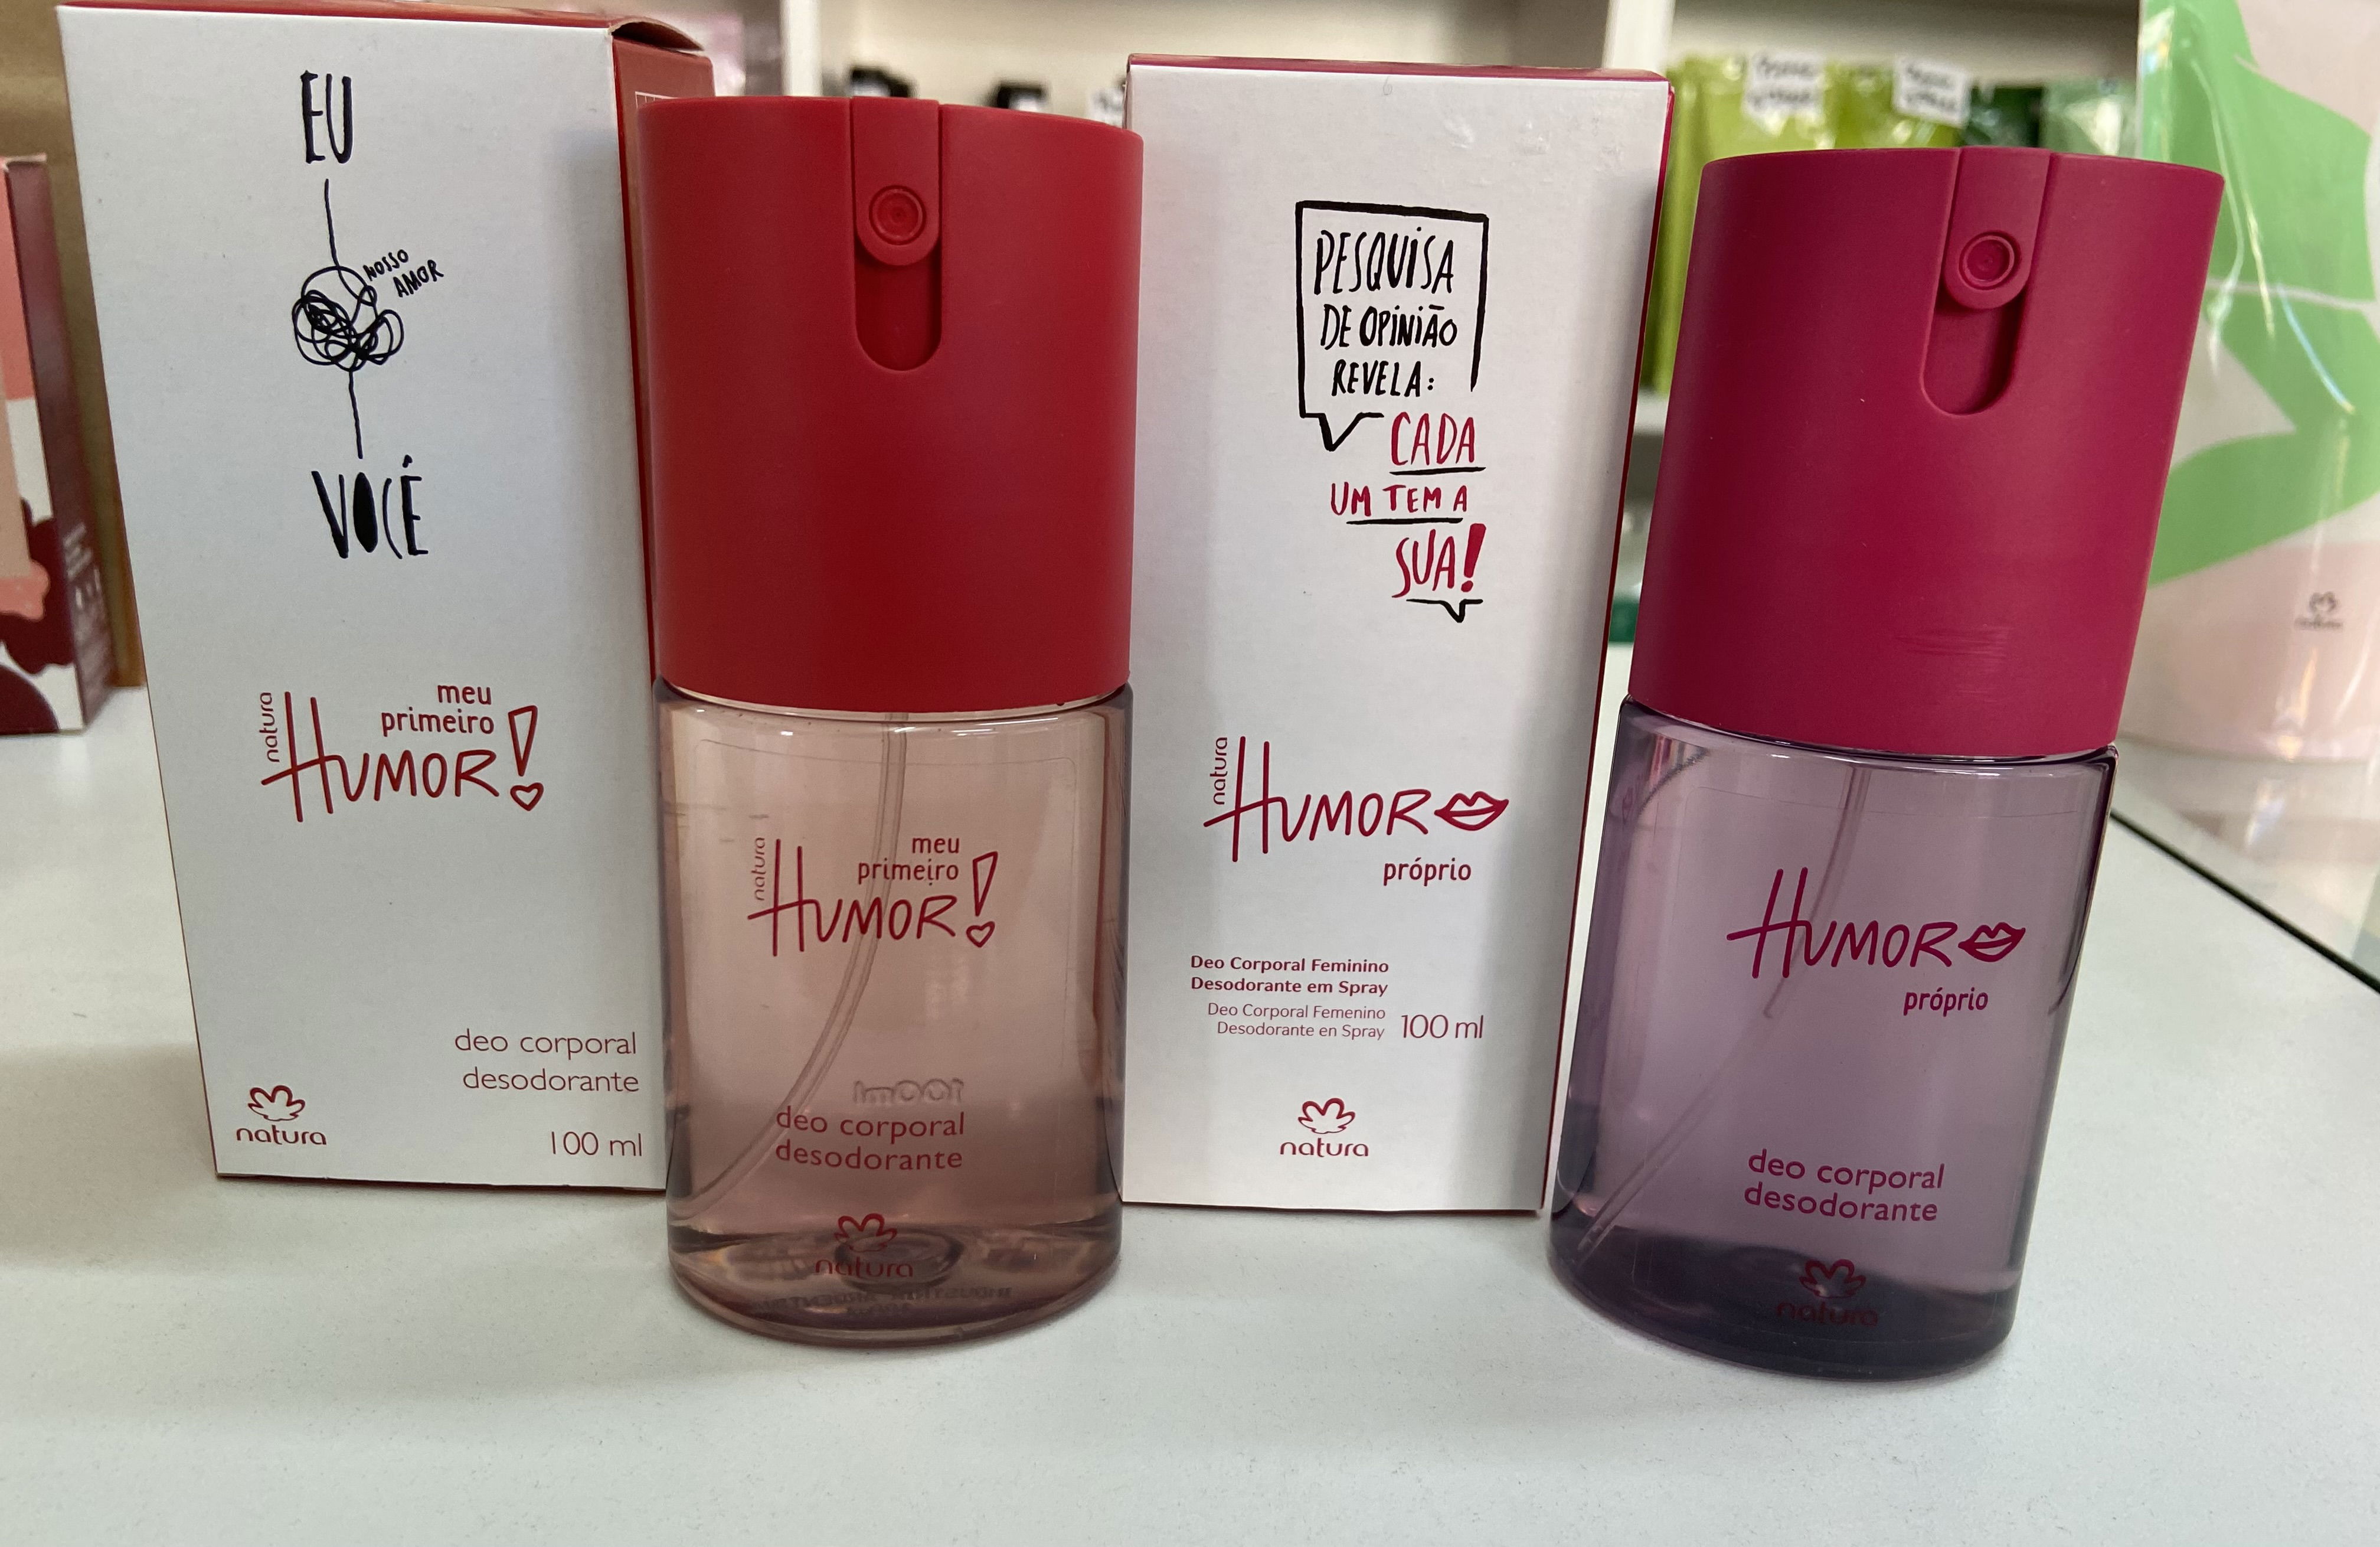 EU
NOSSO
AMOR
VOCÊ
natura
meu
primeiro
HUMOR!
deo corporal
desodorante
natura
100 ml
natura
meu
primeiro
HUMOR!
100ml
deo corporal
desodorante
natura
PESQUISA
DE OPINIÃO
REVELA:
CADA
UM TEM A
SUA!
natura
HUMOR
próprio
Deo Corporal Feminino
Desodorante em Spray
Deo Corporal Femenino
Desodorante en Spray 100 ml
natura
HUMOR
próprio
deo corporal
desodorante
natura
natura